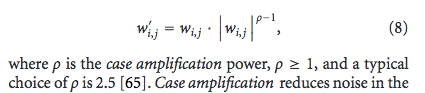 w′i,j = wi,j · |wi,j|^ρ−1, (8)
where ρ is the case amplification power, ρ ≥ 1, and a typical
choice of ρ is 2.5 [65]. Case amplification reduces noise in the